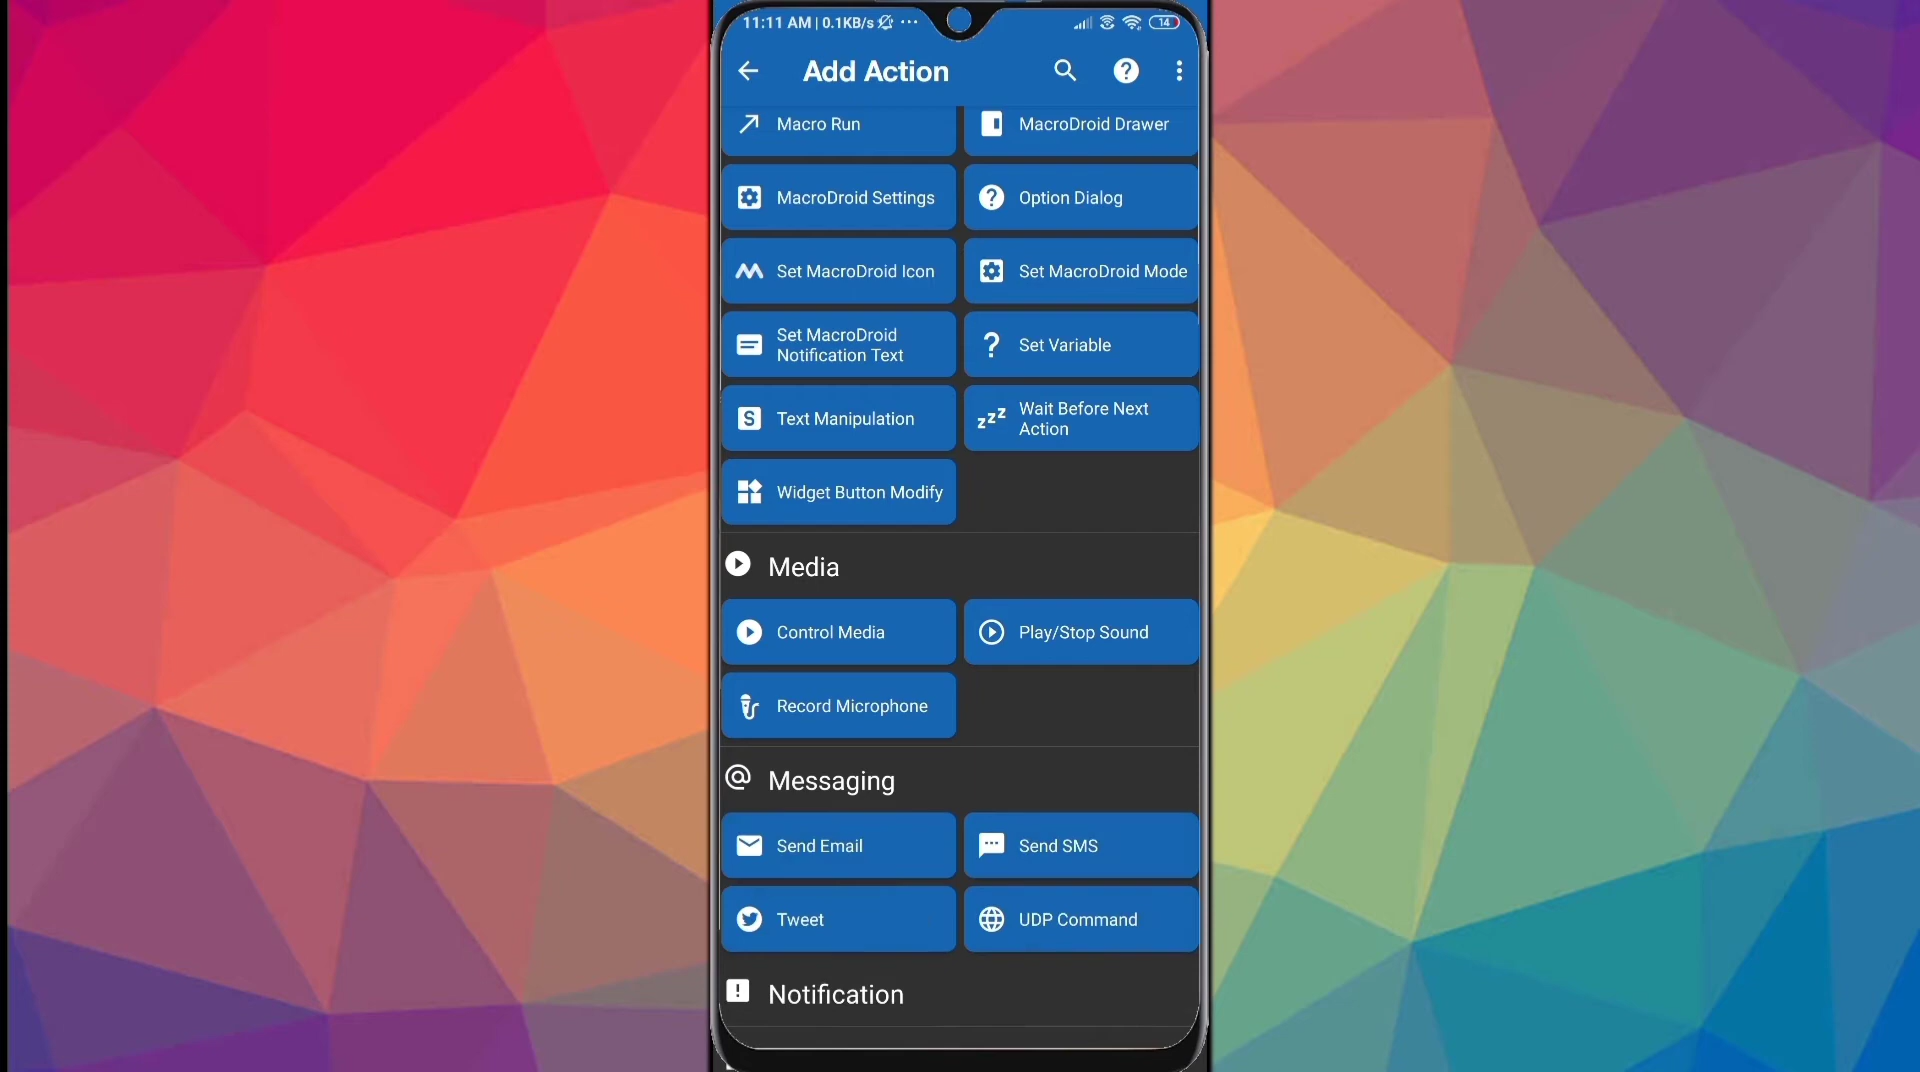 11:11 AM | 0.1KB/s ... 14
Add Action
Macro Run
MacroDroid Drawer
MacroDroid Settings
Option Dialog
Set MacroDroid Icon
Set MacroDroid Mode
Set MacroDroid
Notification Text
Set Variable
Text Manipulation
Wait Before Next
Action
Widget Button Modify
Media
Control Media
Play/Stop Sound
Record Microphone
Messaging
Send Email
Send SMS
Tweet
UDP Command
Notification